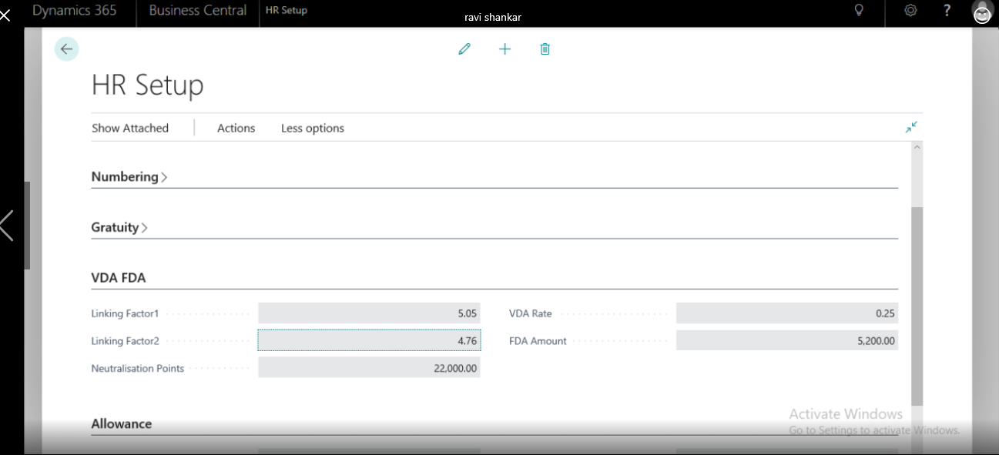 Dynamics 365 Business Central HR Setup
ravi shankar
?
HR Setup
Show Attached Actions Less options
Numbering
Gratuity
VDA FDA
Linking Factor1 5.05 VDA Rate 0.25
Linking Factor2 4.76 FDA Amount 5,200.00
Neutralisation Points 22,000.00
Activate Windows
Allowance
Go to Settings to activate Windows.